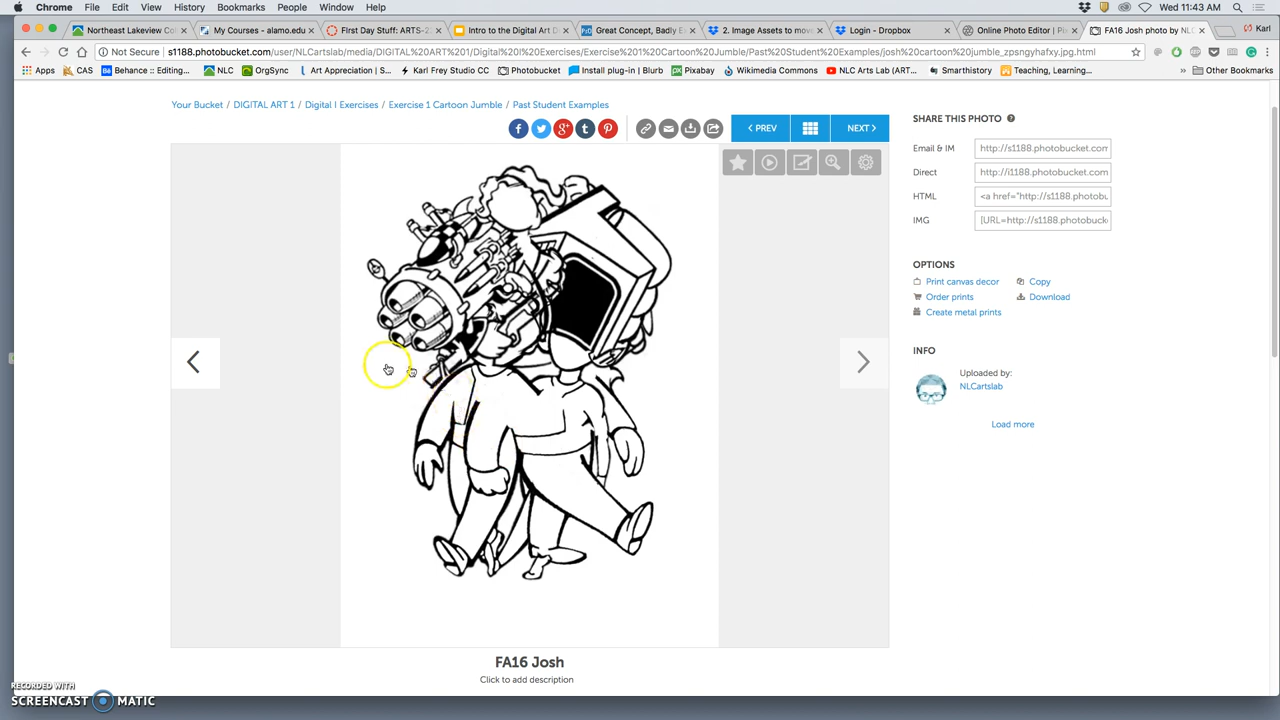 Chrome File Edit View History Bookmarks People Window Help Wed 11:43 AM
Northeast Lakeview Col My Courses - alamo.edu First Day Stuff: ARTS-23 Intro to the Digital Art D Great Concept, Badly E 2. Image Assets to move Login - Dropbox Online Photo Editor | Pix FA16 Josh photo by NLC Karl
Not Secure s1188.photobucket.com/user/NLCartslab/media/DIGITAL%20ART%201/Digital%20I%20Exercises/Exercise%201%20Cartoon%20Jumble/Past%20Student%20Examples/josh%20cartoon%20jumble_zpsngyhafxy.jpg.html
Apps CAS Behance :: Editing... NLC OrgSync Art Appreciation | S... Karl Frey Studio CC Photobucket Install plug-in | Blurb Pixabay Wikimedia Commons NLC Arts Lab (ART... Smarthistory Teaching, Learning... Other Bookmarks
Your Bucket / DIGITAL ART 1 / Digital I Exercises / Exercise 1 Cartoon Jumble / Past Student Examples
PREV NEXT
SHARE THIS PHOTO
Email & IM http://s1188.photobucket.com
Direct http://i1188.photobucket.com
HTML <a href="http://s1188.photobu
IMG [URL=http://s1188.photobuck
OPTIONS
Print canvas decor Copy
Order prints Download
Create metal prints
INFO
Uploaded by:
NLCartslab
Load more
FA16 Josh
Click to add description
RECORDED WITH
SCREENCAST MATIC